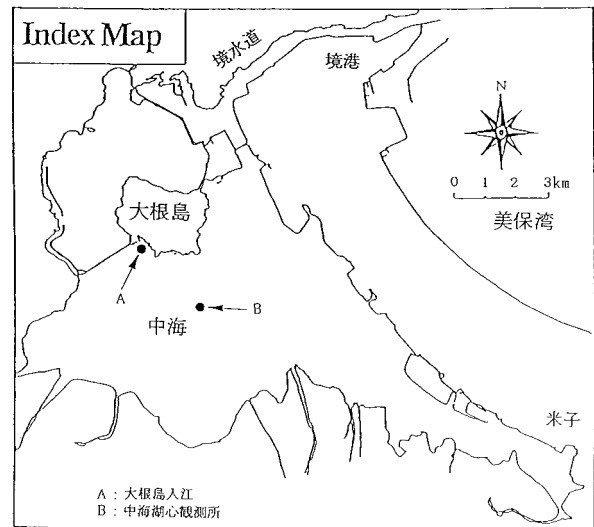 Index Map
境水道
境港
N
0 1 2 3km
美保湾
大根島
A
中海
B
米子
A : 大根島入江
B : 中海湖心観測所